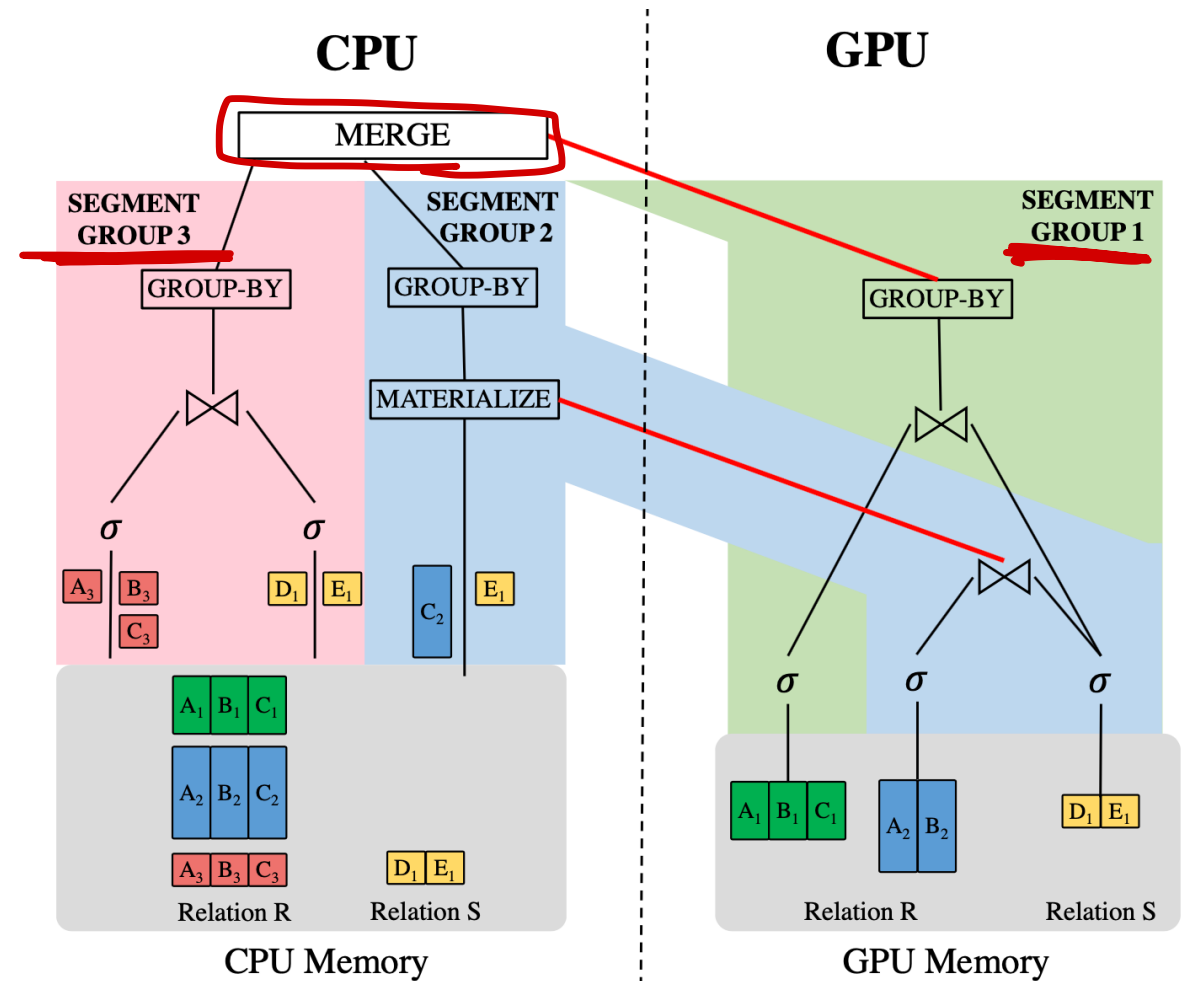 CPU
GPU
MERGE
SEGMENT
GROUP 3
SEGMENT
GROUP 2
SEGMENT
GROUP 1
GROUP-BY
GROUP-BY
GROUP-BY
MATERIALIZE
σ
σ
A₃
B₃
C₃
D₁
E₁
C₂
E₁
σ
σ
σ
A₁ B₁ C₁
A₂ B₂ C₂
A₃ B₃ C₃
D₁ E₁
Relation R
Relation S
CPU Memory
A₁ B₁ C₁
A₂ B₂
D₁ E₁
Relation R
Relation S
GPU Memory